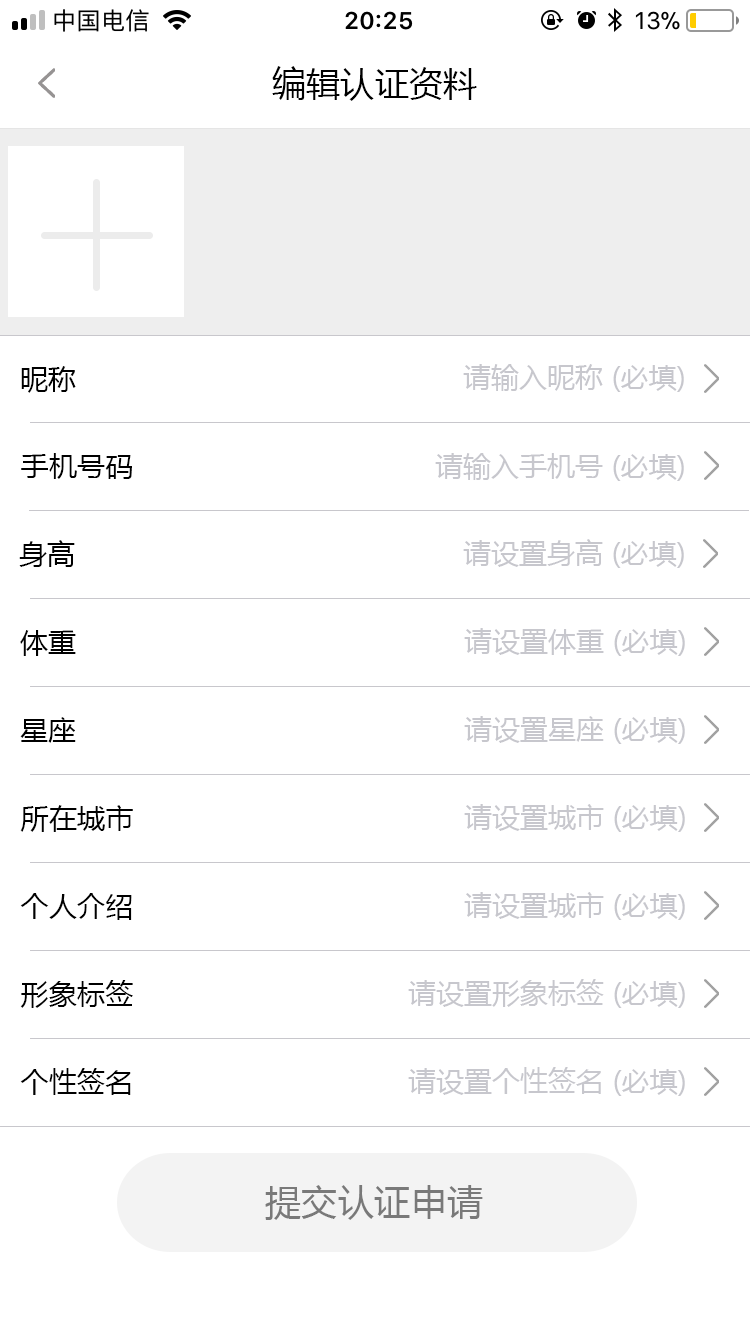 中国电信 20:25 13%
编辑认证资料
昵称 请输入昵称 (必填)
手机号码 请输入手机号 (必填)
身高 请设置身高 (必填)
体重 请设置体重 (必填)
星座 请设置星座 (必填)
所在城市 请设置城市 (必填)
个人介绍 请设置城市 (必填)
形象标签 请设置形象标签 (必填)
个性签名 请设置个性签名 (必填)
提交认证申请